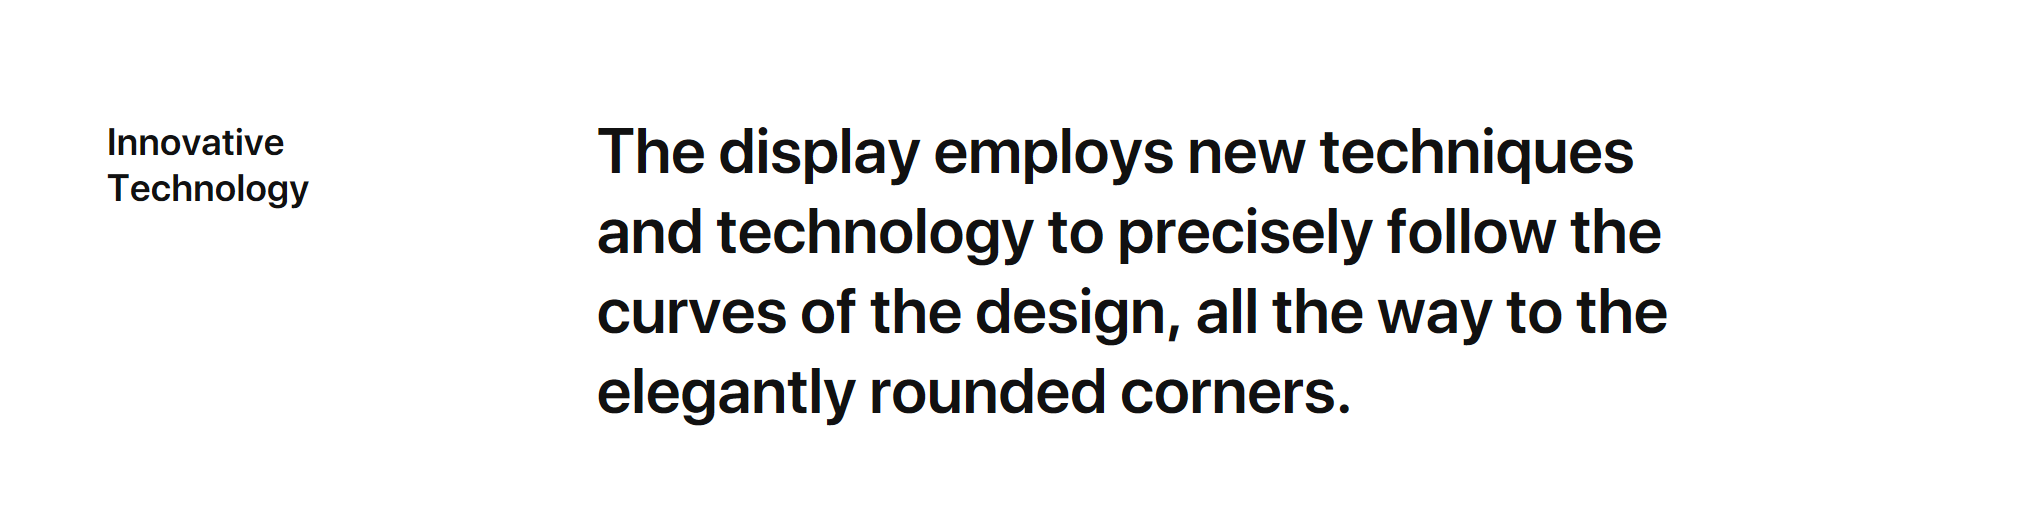 Innovative
Technology
The display employs new techniques
and technology to precisely follow the
curves of the design, all the way to the
elegantly rounded corners.